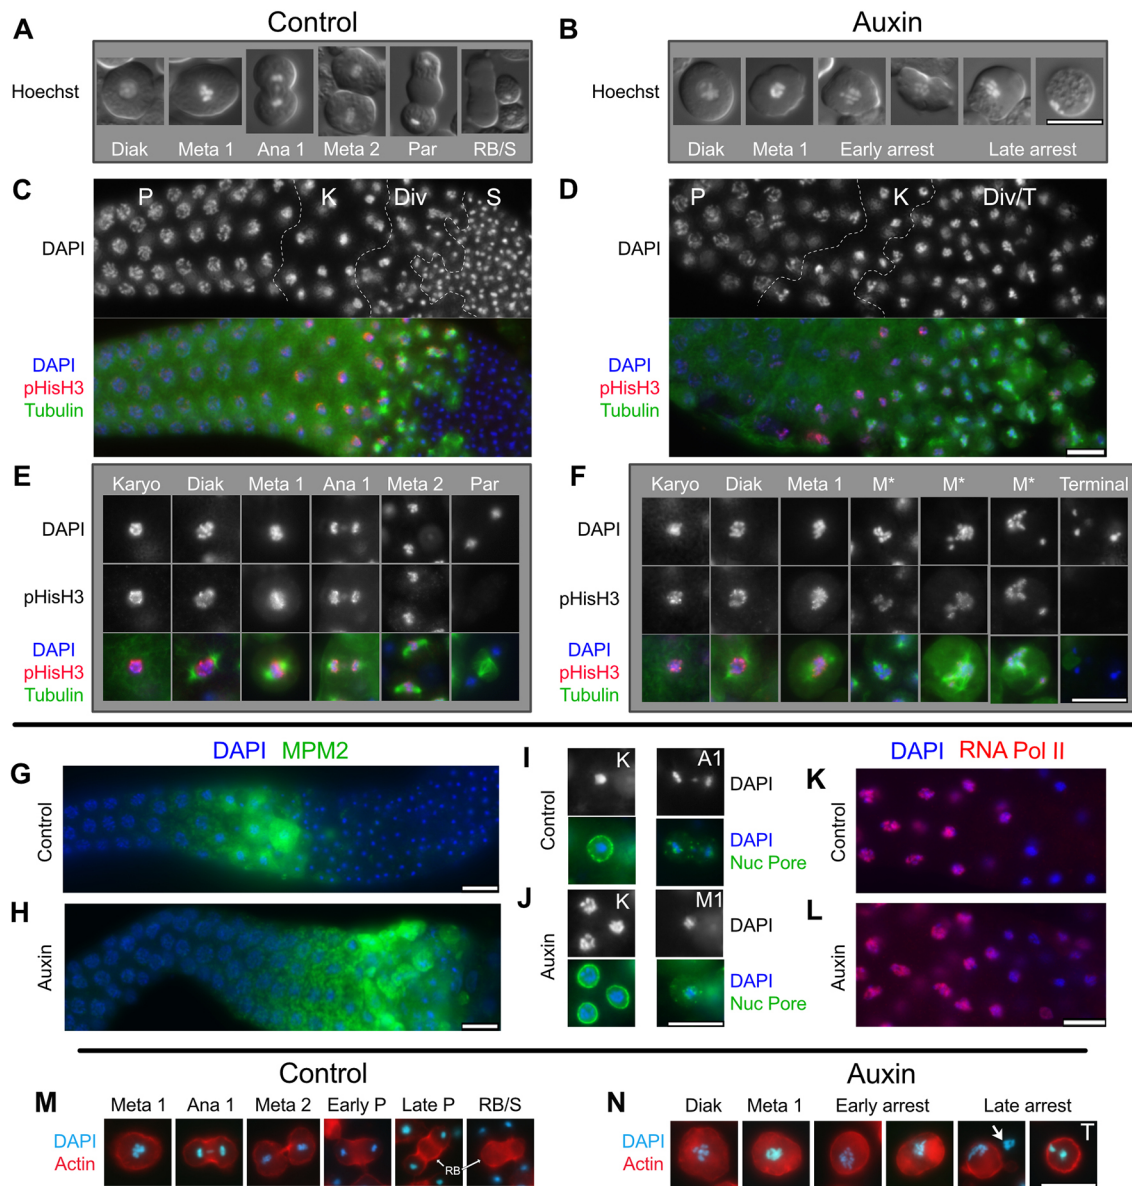 Control
Auxin
A
B
Hoechst
Diak Meta 1 Ana 1 Meta 2 Par RB/S
Hoechst
Diak Meta 1 Early arrest Late arrest
C
P K Div S
DAPI
DAPI
pHisH3
Tubulin
D
P K Div/T
DAPI
DAPI
pHisH3
Tubulin
E
Karyo Diak Meta 1 Ana 1 Meta 2 Par
DAPI
pHisH3
DAPI
pHisH3
Tubulin
F
Karyo Diak Meta 1 M* M* M* Terminal
DAPI
pHisH3
DAPI
pHisH3
Tubulin
DAPI MPM2
G
Control
H
Auxin
I
K A1
DAPI
Control
DAPI
Nuc Pore
J
K M1
DAPI
Auxin
DAPI
Nuc Pore
DAPI RNA Pol II
K
Control
L
Auxin
Control
M
Meta 1 Ana 1 Meta 2 Early P Late P RB/S
DAPI
Actin
RB
Auxin
N
Diak Meta 1 Early arrest Late arrest
T
DAPI
Actin